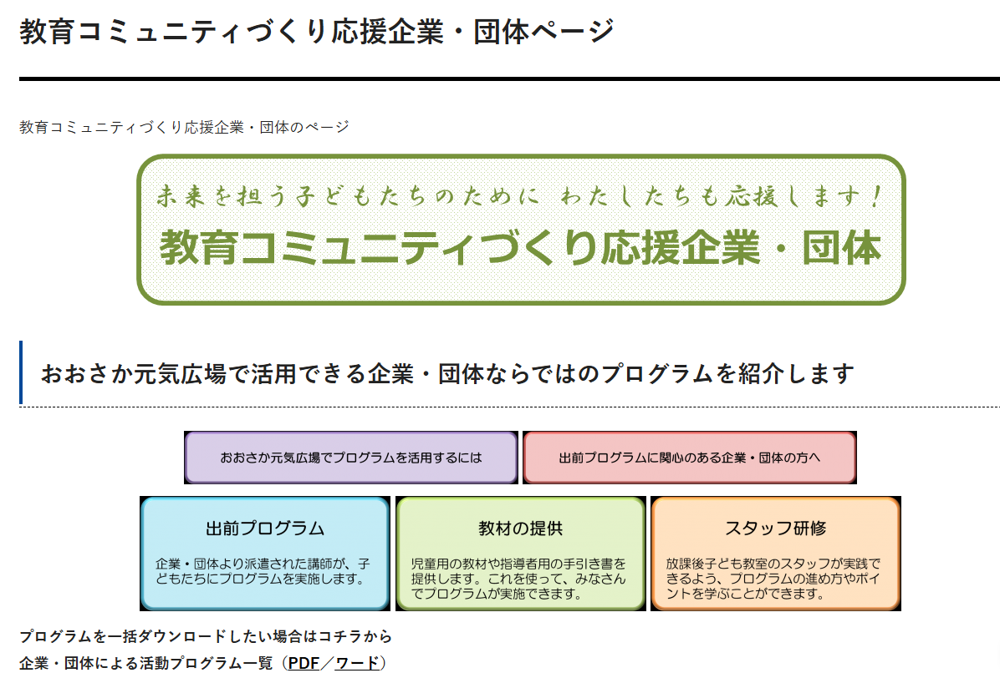 教育コミュニティづくり応援企業・団体ページ
教育コミュニティづくり応援企業・団体のページ
未来を担う子どもたちのために わたしたちも応援します！
教育コミュニティづくり応援企業・団体
おおさか元気広場で活用できる企業・団体ならではのプログラムを紹介します
おおさか元気広場でプログラムを活用するには
出前プログラムに関心のある企業・団体の方へ
出前プログラム
企業・団体より派遣された講師が、子
どもたちにプログラムを実施します。
教材の提供
児童用の教材や指導者用の手引き書を
提供します。これを使って、みなさん
でプログラムが実施できます。
スタッフ研修
放課後子ども教室のスタッフが実践で
きるよう、プログラムの進め方やポイ
ントを学ぶことができます。
プログラムを一括ダウンロードしたい場合はコチラから
企業・団体による活動プログラム一覧（PDF／ワード）